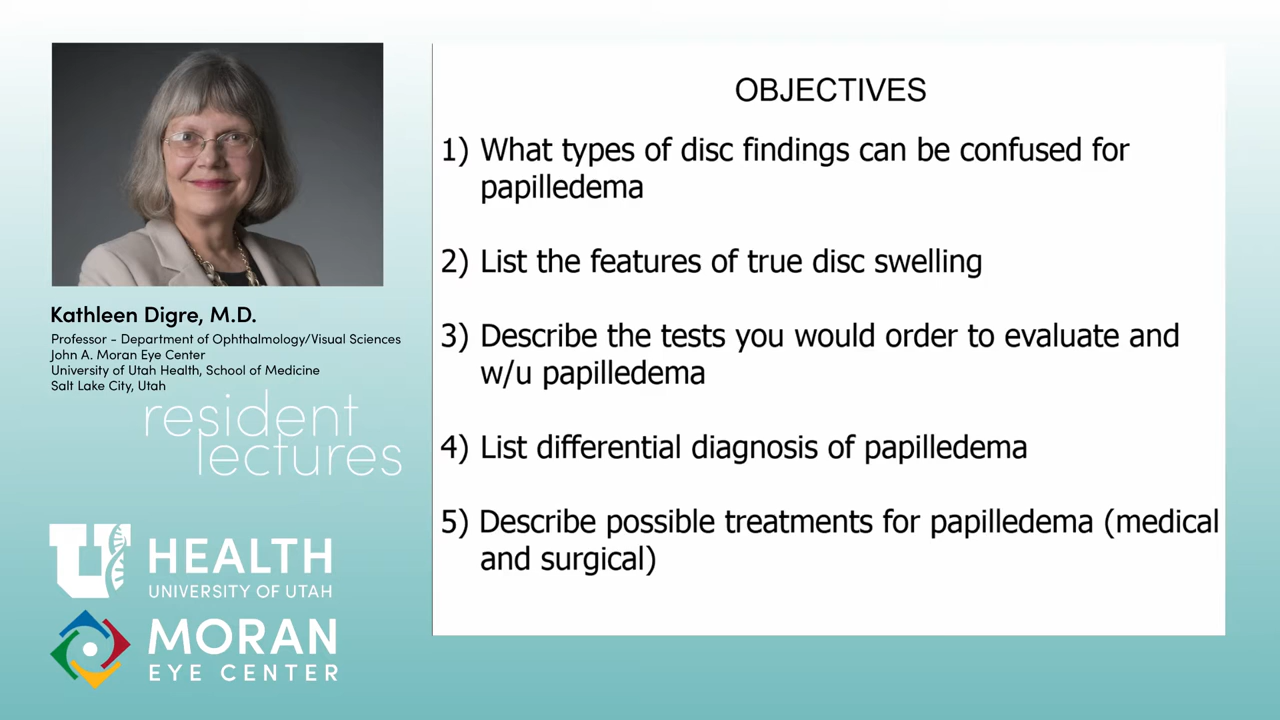 Kathleen Digre, M.D.
Professor - Department of Ophthalmology/Visual Sciences
John A. Moran Eye Center
University of Utah Health, School of Medicine
Salt Lake City, Utah
resident
lectures
U HEALTH
UNIVERSITY OF UTAH
MORAN
EYE CENTER
OBJECTIVES
1) What types of disc findings can be confused for
papilledema
2) List the features of true disc swelling
3) Describe the tests you would order to evaluate and
w/u papilledema
4) List differential diagnosis of papilledema
5) Describe possible treatments for papilledema (medical
and surgical)